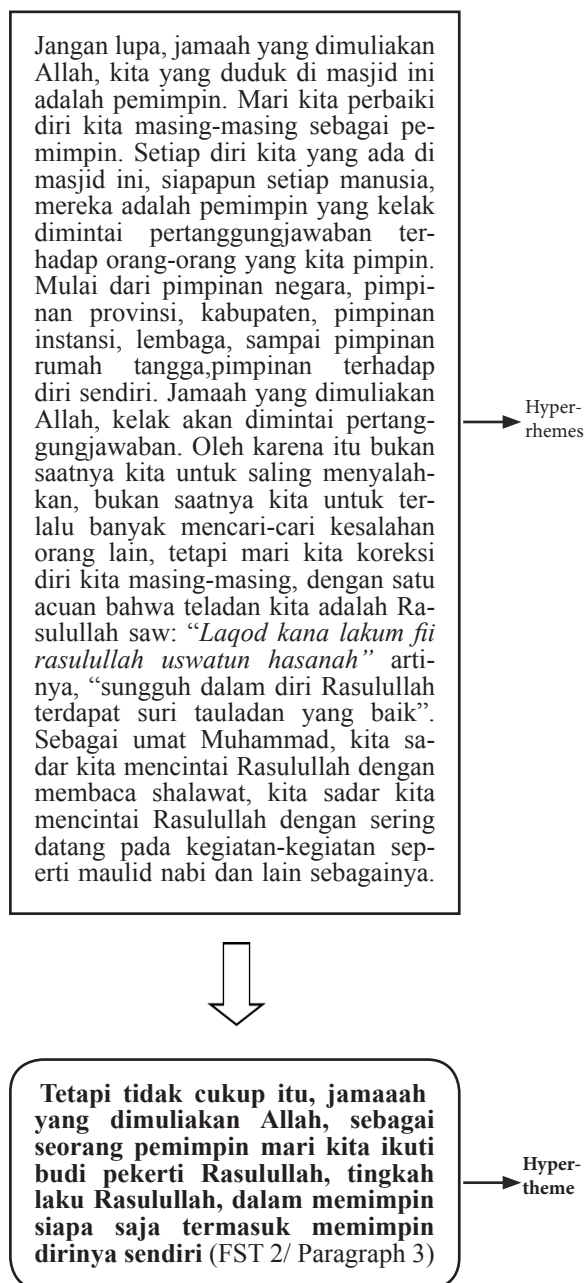 Jangan lupa, jamaah yang dimuliakan
Allah, kita yang duduk di masjid ini
adalah pemimpin. Mari kita perbaiki
diri kita masing-masing sebagai pe-
mimpin. Setiap diri kita yang ada di
masjid ini, siapapun setiap manusia,
mereka adalah pemimpin yang kelak
dimintai pertanggungjawaban ter-
hadap orang-orang yang kita pimpin.
Mulai dari pimpinan negara, pimpi-
nan provinsi, kabupaten, pimpinan
instansi, lembaga, sampai pimpinan
rumah tangga,pimpinan terhadap
diri sendiri. Jamaah yang dimuliakan
Allah, kelak akan dimintai pertang-
gungjawaban. Oleh karena itu bukan
saatnya kita untuk saling menyalah-
kan, bukan saatnya kita untuk ter-
lalu banyak mencari-cari kesalahan
orang lain, tetapi mari kita koreksi
diri kita masing-masing, dengan satu
acuan bahwa teladan kita adalah Ra-
sulullah saw: “Laqod kana lakum fii
rasulullah uswatun hasanah” arti-
nya, “sungguh dalam diri Rasulullah
terdapat suri tauladan yang baik”.
Sebagai umat Muhammad, kita sa-
dar kita mencintai Rasulullah dengan
membaca shalawat, kita sadar kita
mencintai Rasulullah dengan sering
datang pada kegiatan-kegiatan sep-
erti maulid nabi dan lain sebagainya.
Hyper-
rhemes
Tetapi tidak cukup itu, jamaaah
yang dimuliakan Allah, sebagai
seorang pemimpin mari kita ikuti
budi pekerti Rasulullah, tingkah
laku Rasulullah, dalam memimpin
siapa saja termasuk memimpin
dirinya sendiri (FST 2/ Paragraph 3)
Hyper-
theme